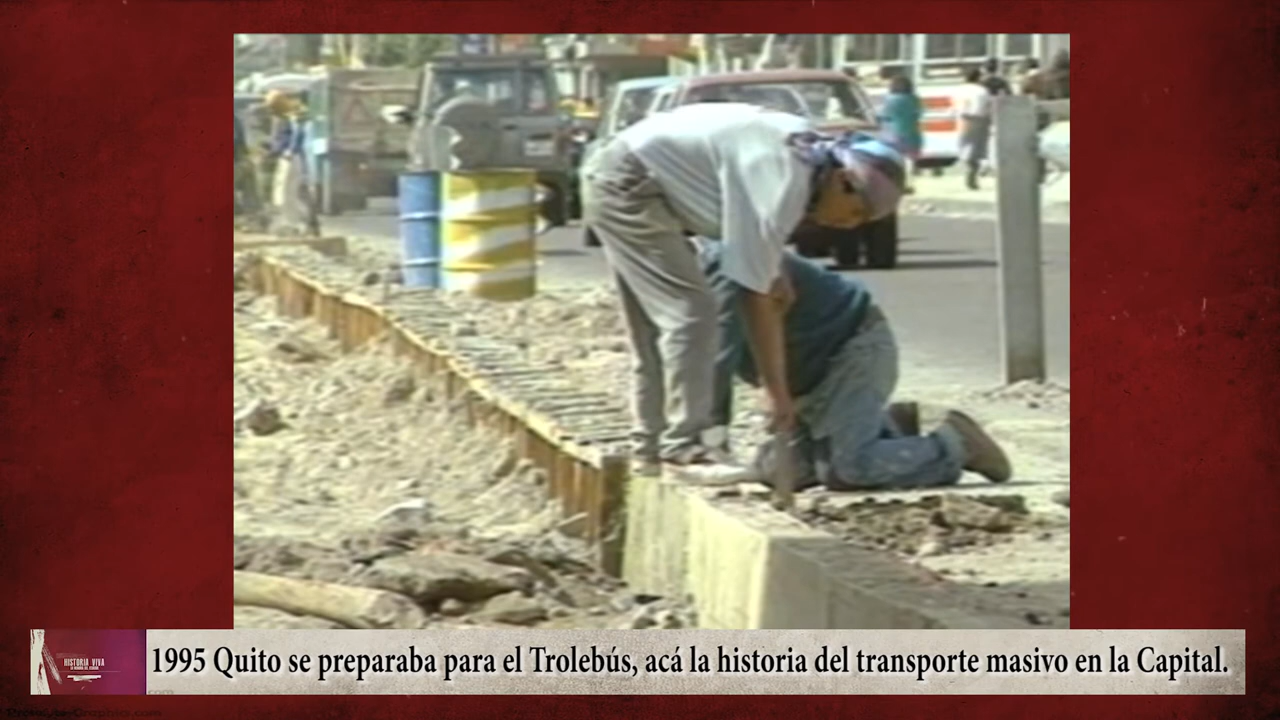 HISTORIA VIVA
1995 Quito se preparaba para el Trolebús, acá la historia del transporte masivo en la Capital.